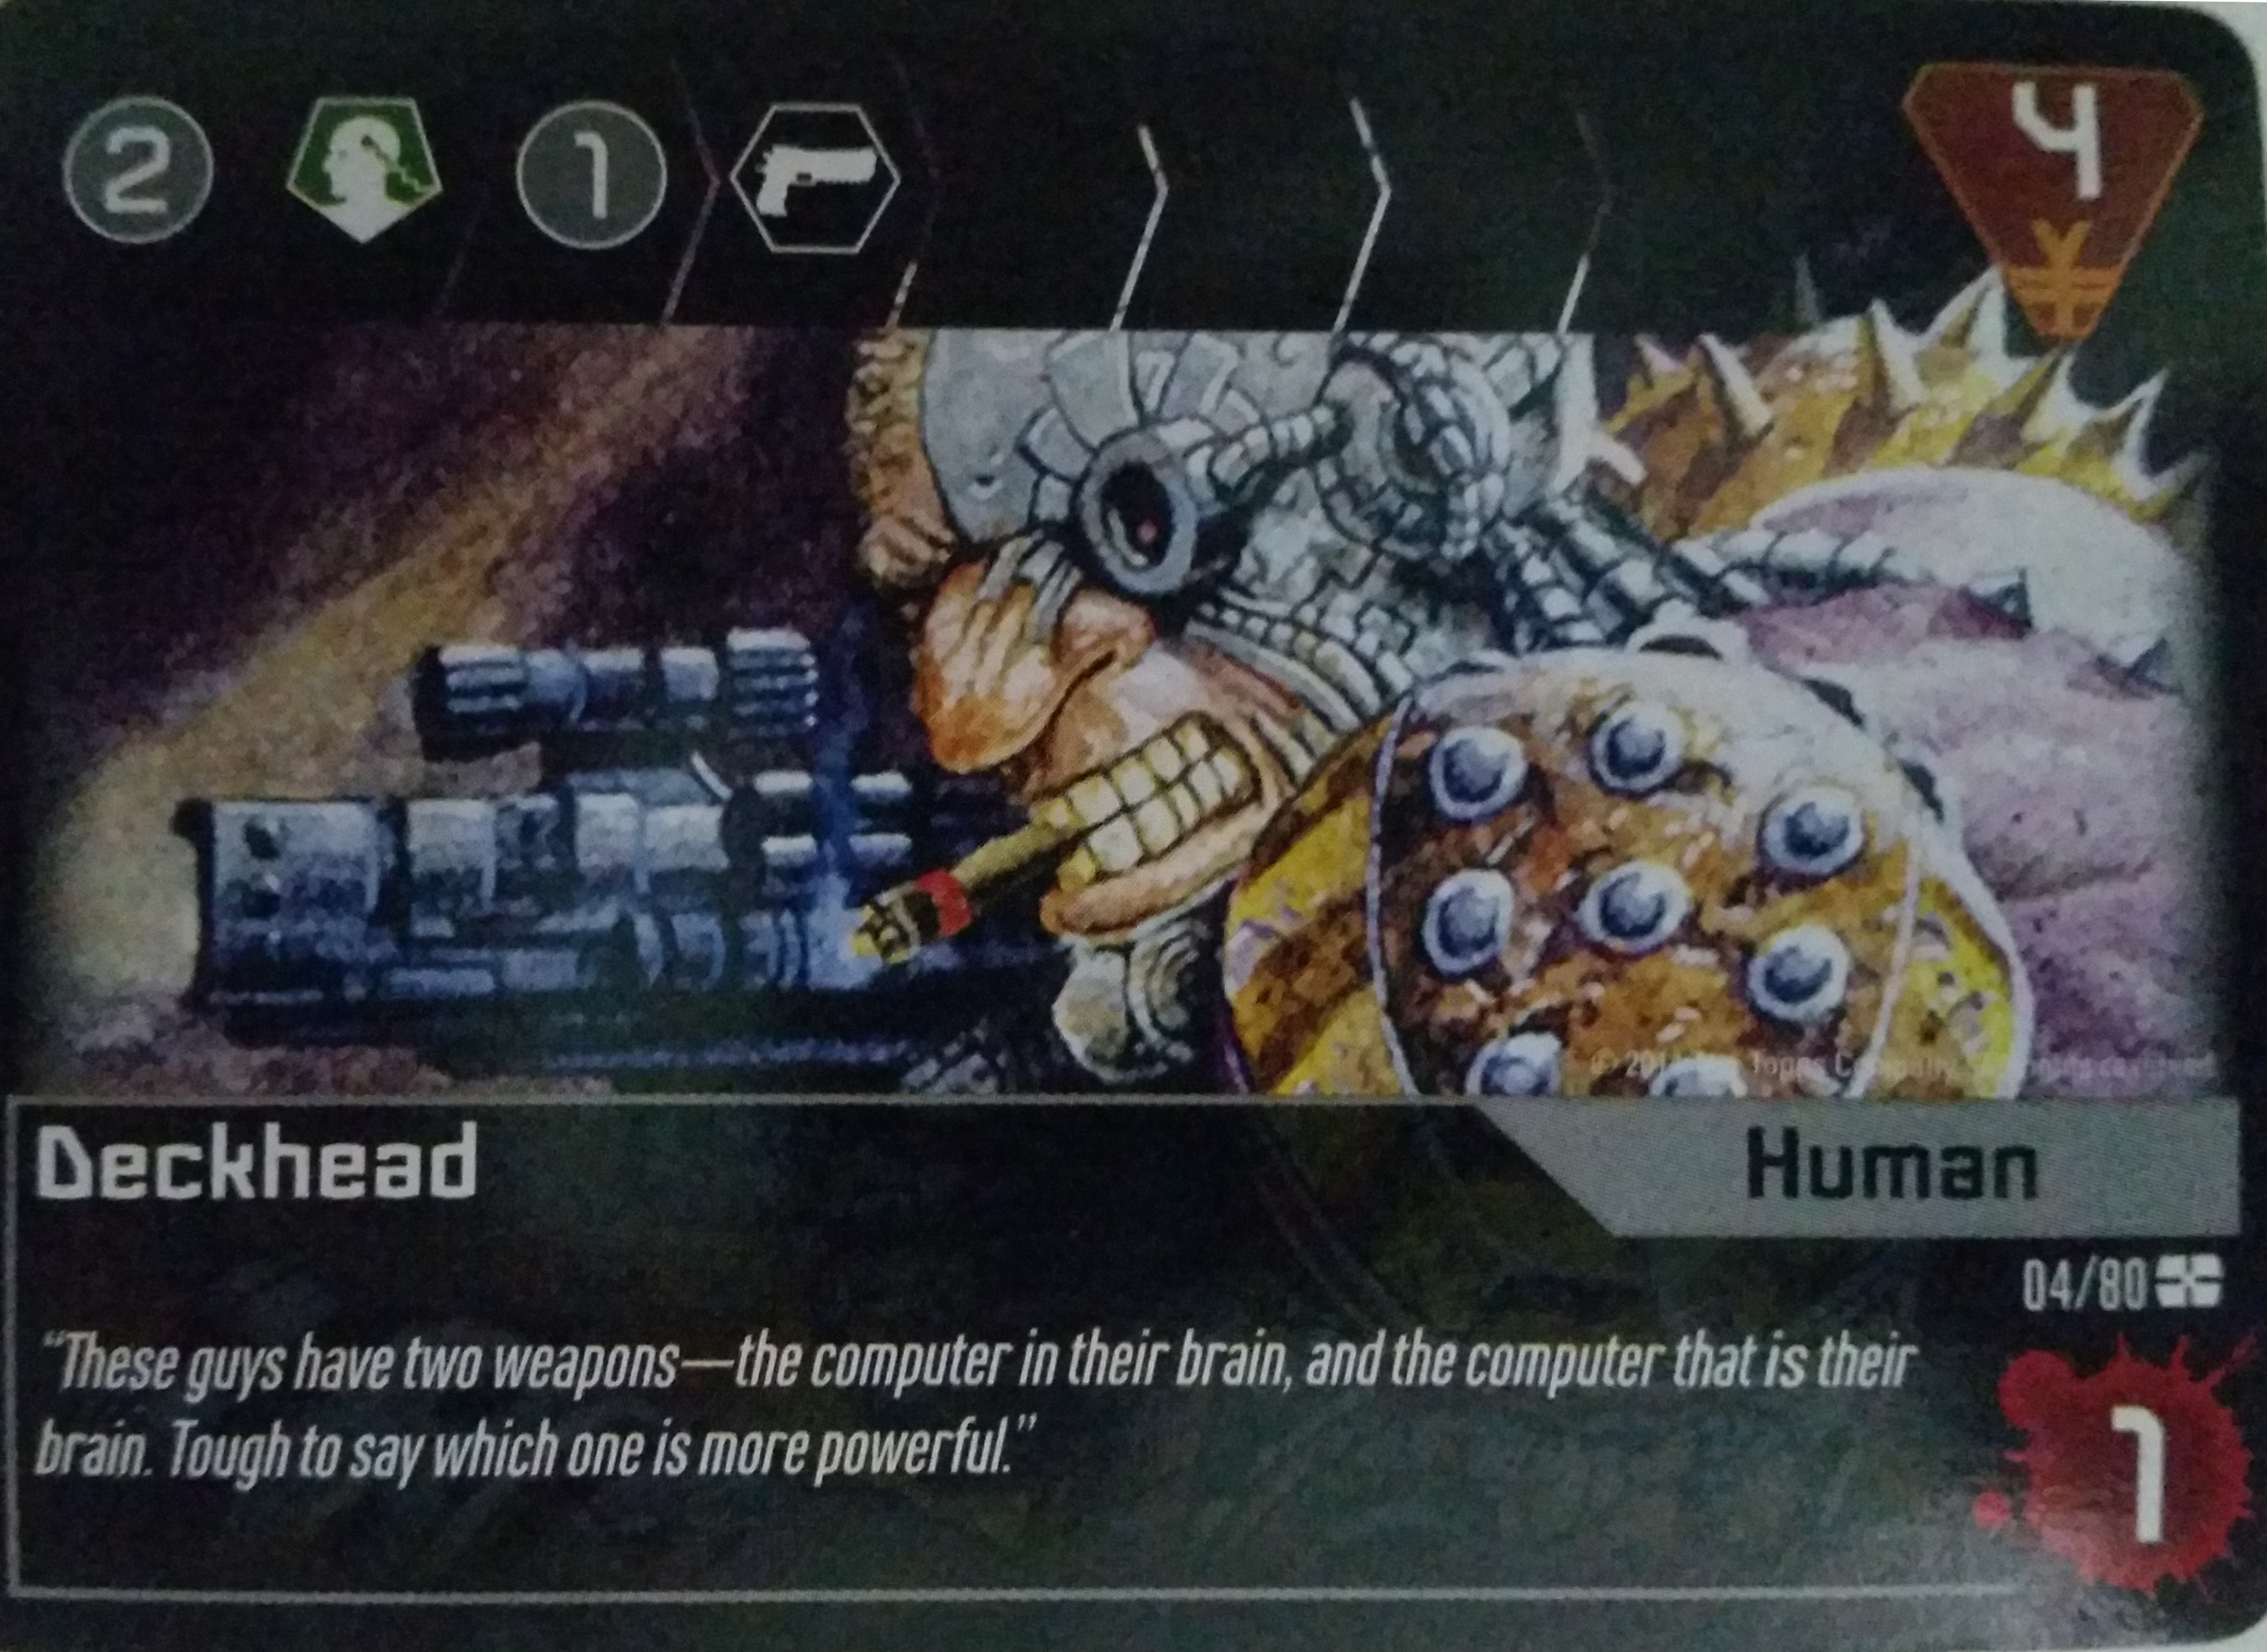 2 1 4
Deckhead
Human
04/80
“These guys have two weapons—the computer in their brain, and the computer that is their
brain. Tough to say which one is more powerful.”
1